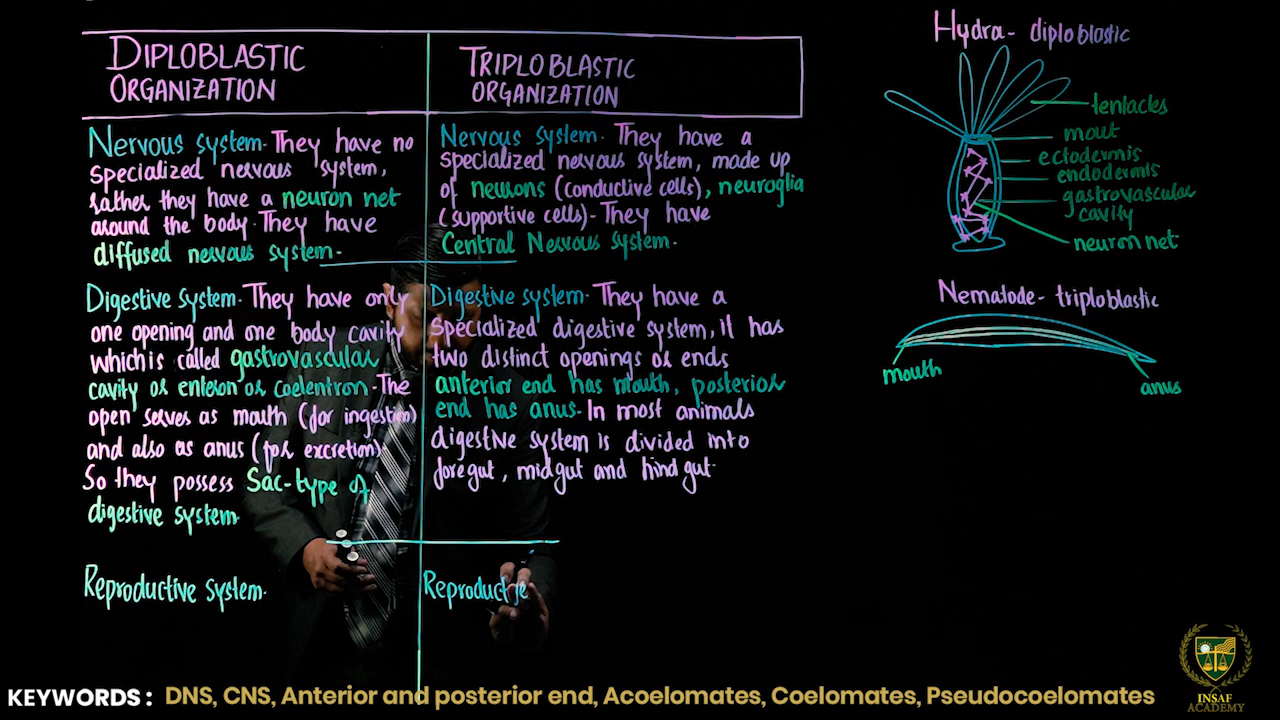 DIPLOBLASTIC
ORGANIZATION
Nervous system. They have no
specialized nervous system,
rather they have a neuron net
around the body. They have
diffused nervous system.
Digestive System. They have only
one opening and one body cavity
which is called gastrovascular
cavity or enteron or coelentron. The
open serves as mouth (for ingestion)
and also as anus (for excretion).
So they possess Sac-type of
digestive system.
Reproductive System.
TRIPLOBLASTIC
ORGANIZATION
Nervous system. They have a
specialized nervous system, made up
of neurons (conductive cells), neuroglia
(supportive cells). They have
Central Nervous System.
Digestive system. They have a
specialized digestive system, it has
two distinct openings or ends
anterior end has mouth, posterior
end has anus. In most animals
digestive system is divided into
foregut, midgut and hind gut.
Reproductive
Hydra - diploblastic
tentacles
mout
ectodermis
endodermis
gastrovascular
cavity
neuron net
Nematode - triploblastic
mouth
anus
KEYWORDS : DNS, CNS, Anterior and posterior end, Acoelomates, Coelomates, Pseudocoelomates
INSAF
ACADEMY